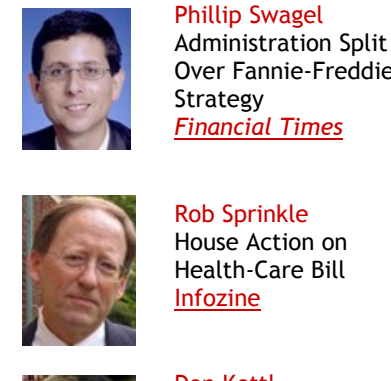 Phillip Swagel
Administration Split
Over Fannie-Freddie
Strategy
Financial Times
Rob Sprinkle
House Action on
Health-Care Bill
Infozine